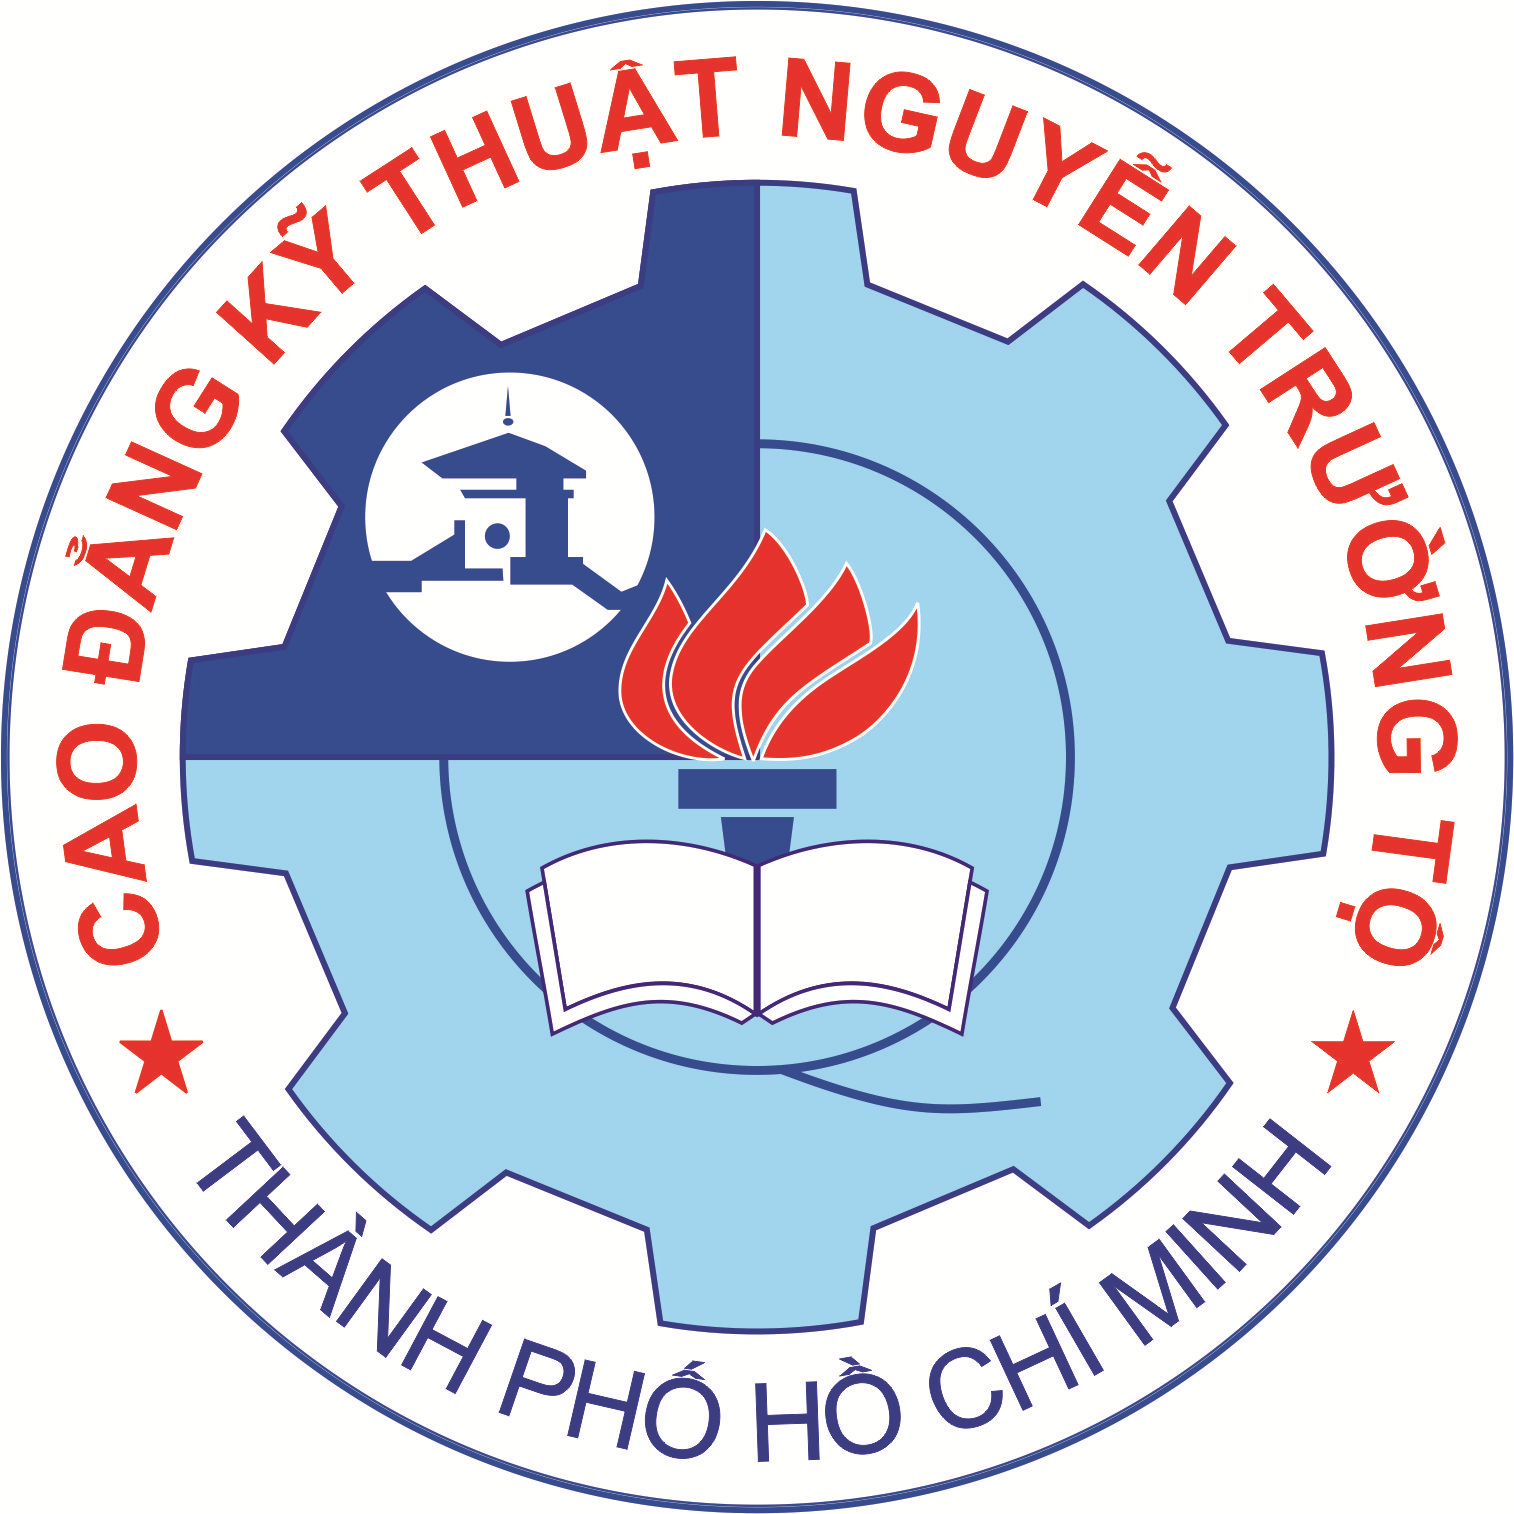 CAO ĐẲNG KỸ THUẬT NGUYỄN TRƯỜNG TỘ
THÀNH PHỐ HỒ CHÍ MINH